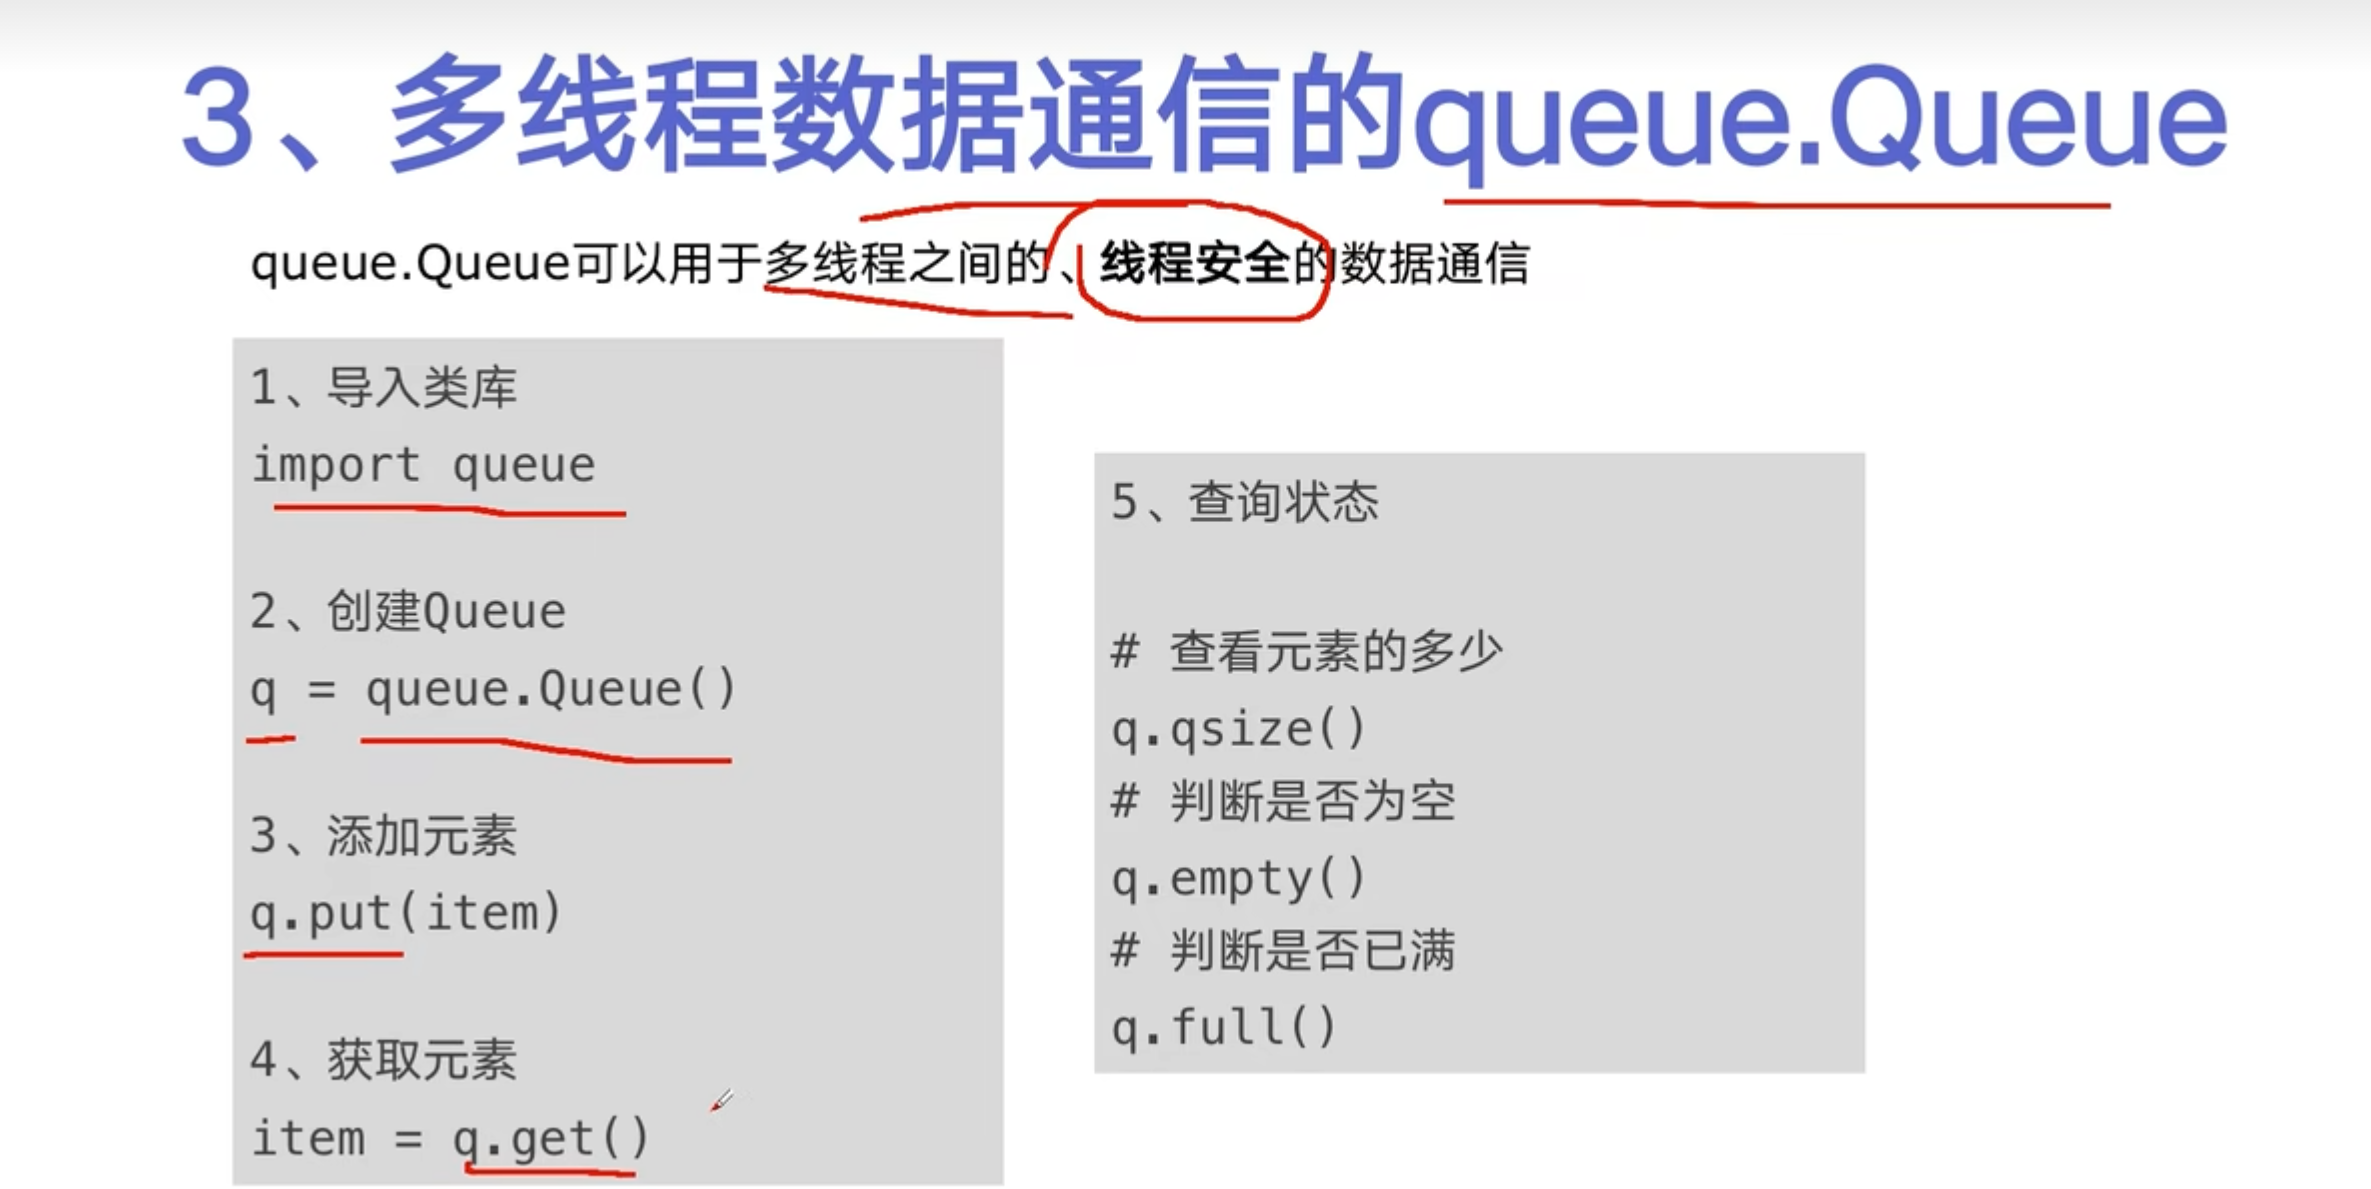 3、多线程数据通信的queue.Queue
queue.Queue可以用于多线程之间的、线程安全的数据通信
1、导入类库
import queue
2、创建Queue
q = queue.Queue()
3、添加元素
q.put(item)
4、获取元素
item = q.get()
5、查询状态
# 查看元素的多少
q.qsize()
# 判断是否为空
q.empty()
# 判断是否已满
q.full()